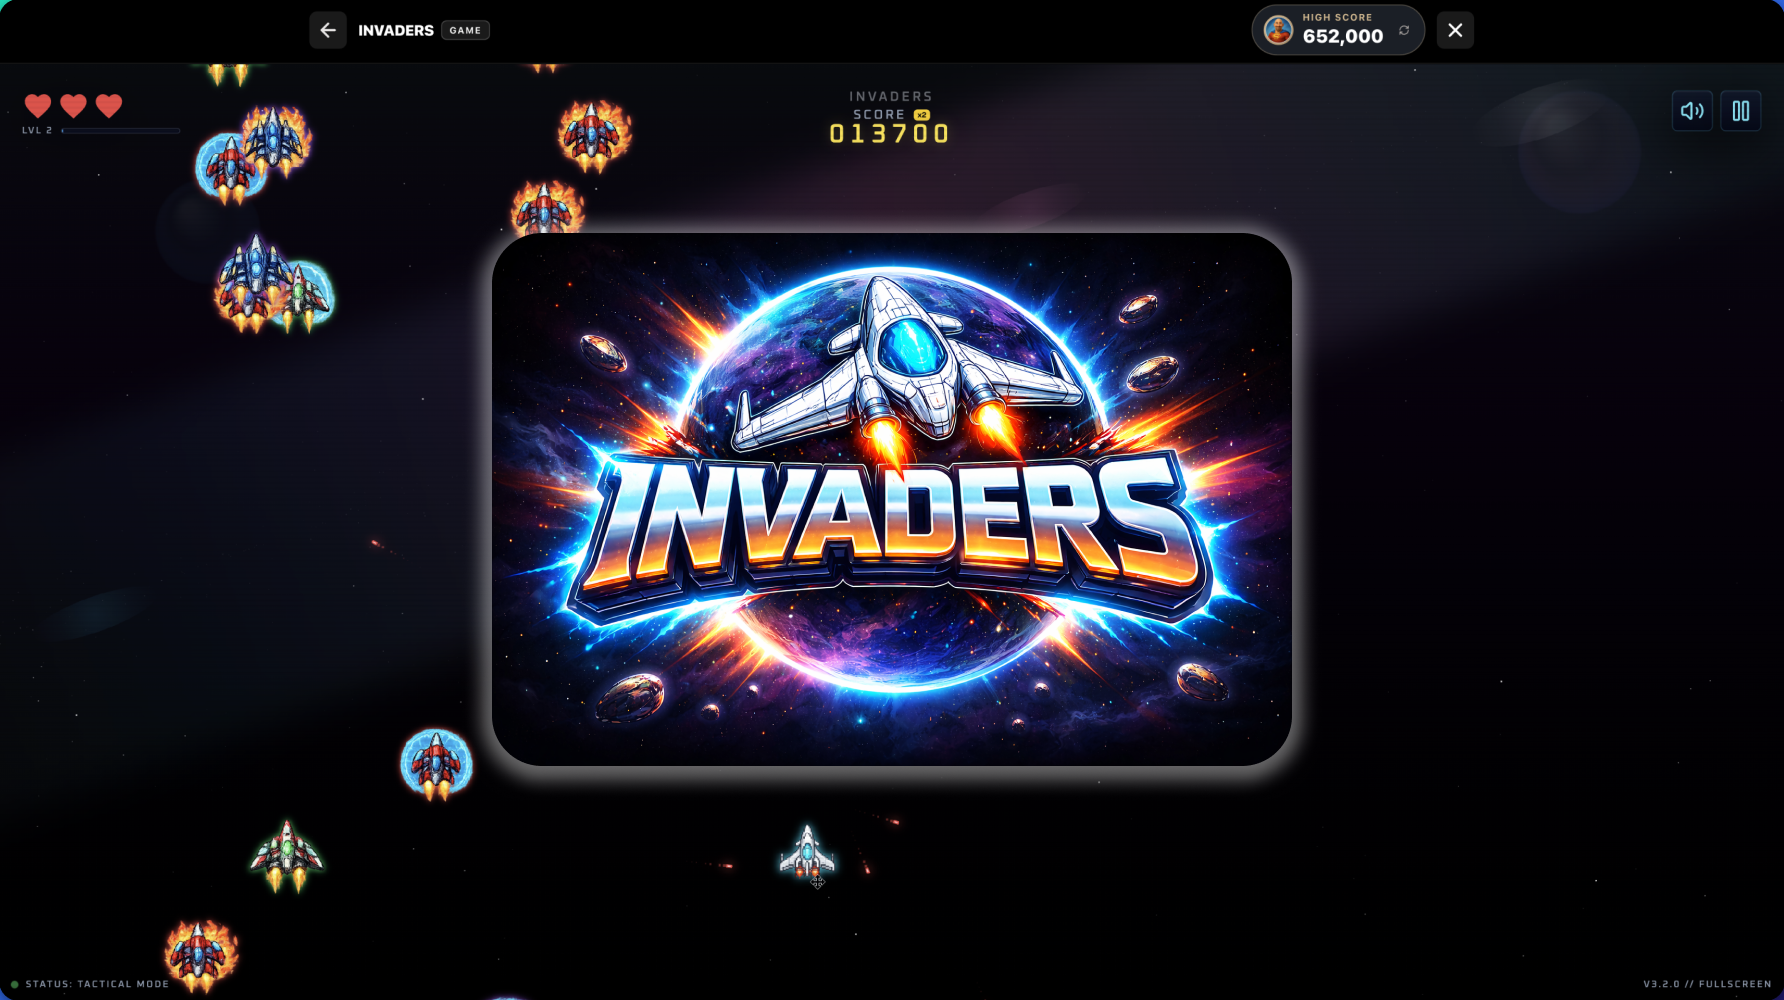 INVADERS GAME
HIGH SCORE
652,000
LVL 2
INVADERS
SCORE x2
013700
INVADERS
STATUS: TACTICAL MODE
V3.2.0 // FULLSCREEN